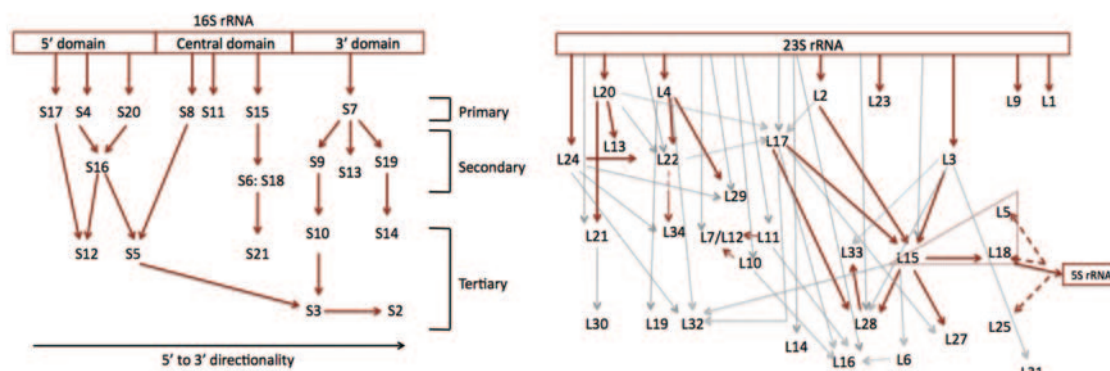 16S rRNA
5′ domain Central domain 3′ domain
S17 S4 S20 S8 S11 S15 S7 Primary
S16 S9 S13 S19 Secondary
S6: S18
S10 S14
S12 S5 S21
Tertiary
S3 S2
5′ to 3′ directionality
23S rRNA
L20 L4 L2 L23 L9 L1
L13 L17
L24 L22 L3
L29
L5
L21 L34 L7/L12 L11 L33
L10 L15 L18
5S rRNA
L30 L19 L32 L28 L25
L14 L27
L16 L6
L31